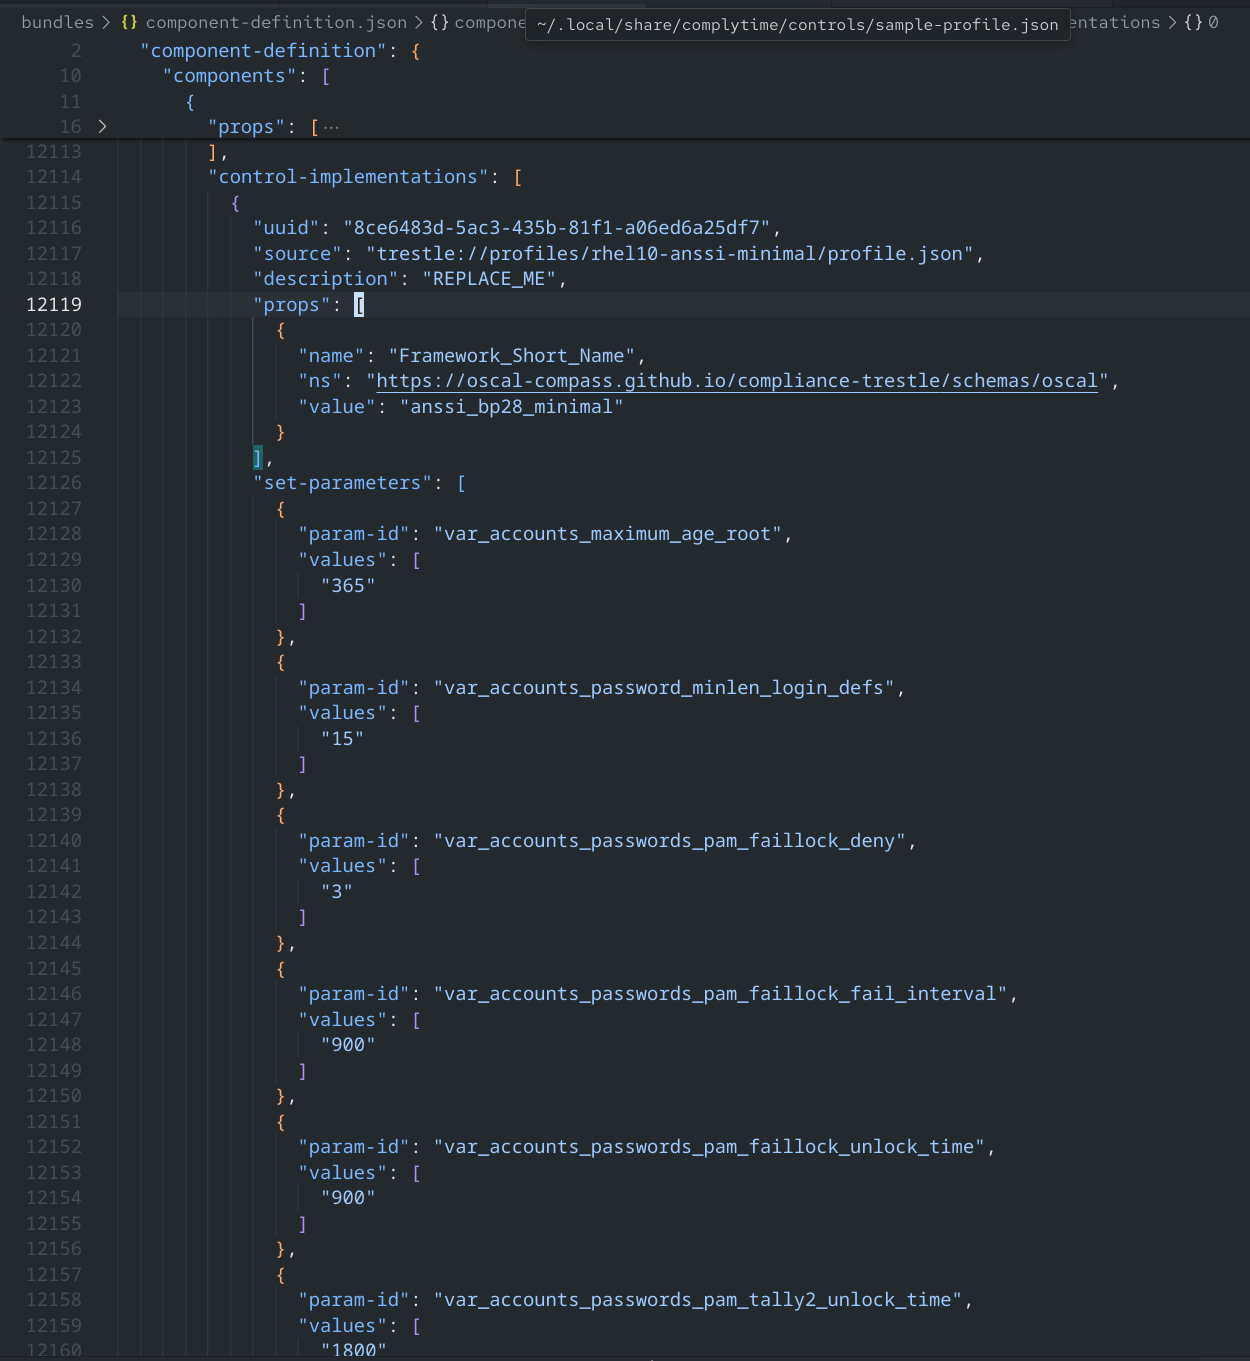 bundles > {} component-definition.json > {} compone
~/.local/share/complytime/controls/sample-profile.json
entations > {} 0
2 "component-definition": {
10 "components": [
11 {
16 > "props": [ ···
12113 ],
12114 "control-implementations": [
12115 {
12116 "uuid": "8ce6483d-5ac3-435b-81f1-a06ed6a25df7",
12117 "source": "trestle://profiles/rhel10-anssi-minimal/profile.json",
12118 "description": "REPLACE_ME",
12119 "props": [
12120 {
12121 "name": "Framework_Short_Name",
12122 "ns": "https://oscal-compass.github.io/compliance-trestle/schemas/oscal",
12123 "value": "anssi_bp28_minimal"
12124 }
12125 ],
12126 "set-parameters": [
12127 {
12128 "param-id": "var_accounts_maximum_age_root",
12129 "values": [
12130 "365"
12131 ]
12132 },
12133 {
12134 "param-id": "var_accounts_password_minlen_login_defs",
12135 "values": [
12136 "15"
12137 ]
12138 },
12139 {
12140 "param-id": "var_accounts_passwords_pam_faillock_deny",
12141 "values": [
12142 "3"
12143 ]
12144 },
12145 {
12146 "param-id": "var_accounts_passwords_pam_faillock_fail_interval",
12147 "values": [
12148 "900"
12149 ]
12150 },
12151 {
12152 "param-id": "var_accounts_passwords_pam_faillock_unlock_time",
12153 "values": [
12154 "900"
12155 ]
12156 },
12157 {
12158 "param-id": "var_accounts_passwords_pam_tally2_unlock_time",
12159 "values": [
12160 "1800"